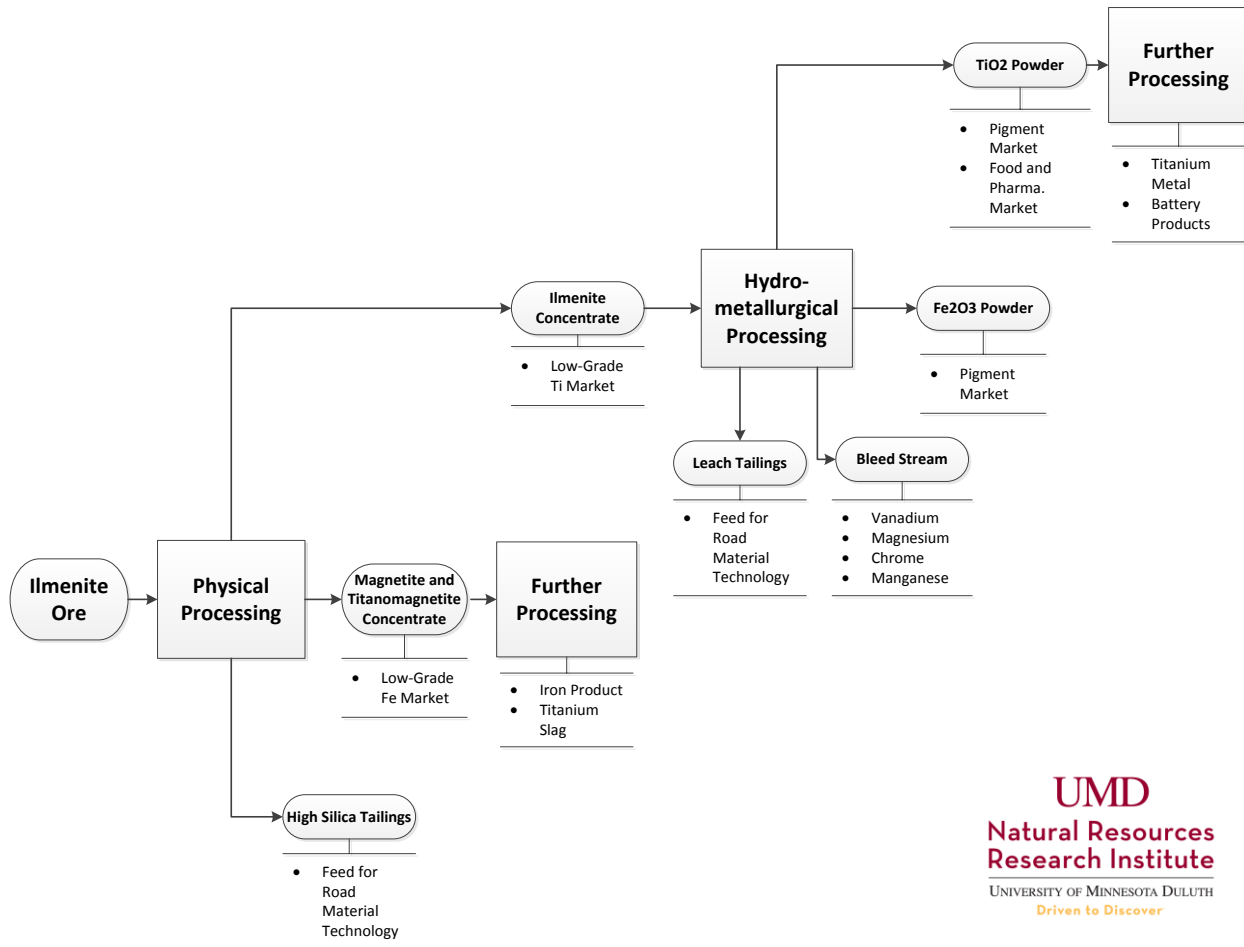 TiO2 Powder
Further
Processing
• Pigment
Market
• Food and
Pharma.
Market
• Titanium
Metal
• Battery
Products
Ilmenite
Concentrate
• Low-Grade
Ti Market
Hydro-
metallurgical
Processing
Fe2O3 Powder
• Pigment
Market
Leach Tailings
• Feed for
Road
Material
Technology
Bleed Stream
• Vanadium
• Magnesium
• Chrome
• Manganese
Ilmenite
Ore
Physical
Processing
Magnetite and
Titanomagnetite
Concentrate
• Low-Grade
Fe Market
Further
Processing
• Iron Product
• Titanium
Slag
High Silica Tailings
• Feed for
Road
Material
Technology
UMD
Natural Resources
Research Institute
UNIVERSITY OF MINNESOTA DULUTH
Driven to Discover